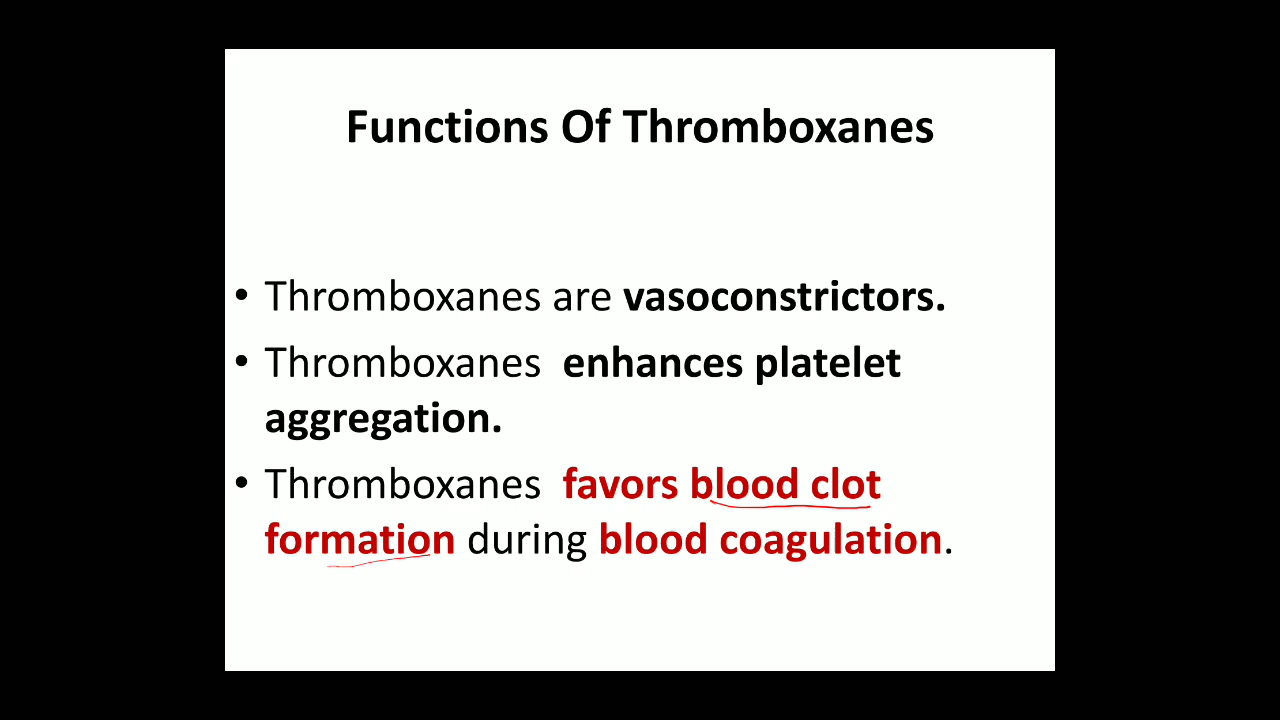 Functions Of Thromboxanes
• Thromboxanes are vasoconstrictors.
• Thromboxanes enhances platelet
aggregation.
• Thromboxanes favors blood clot
formation during blood coagulation.